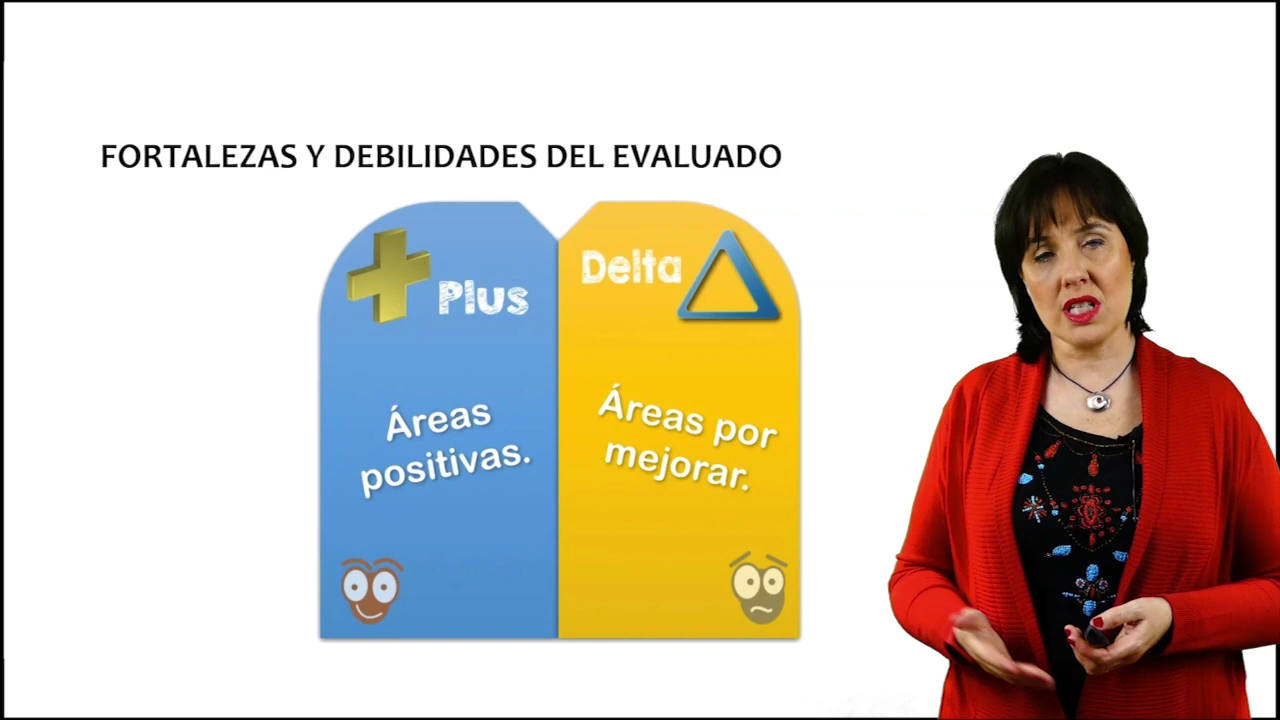 FORTALEZAS Y DEBILIDADES DEL EVALUADO
Plus
Delta
Áreas
positivas.
Áreas por
mejorar.